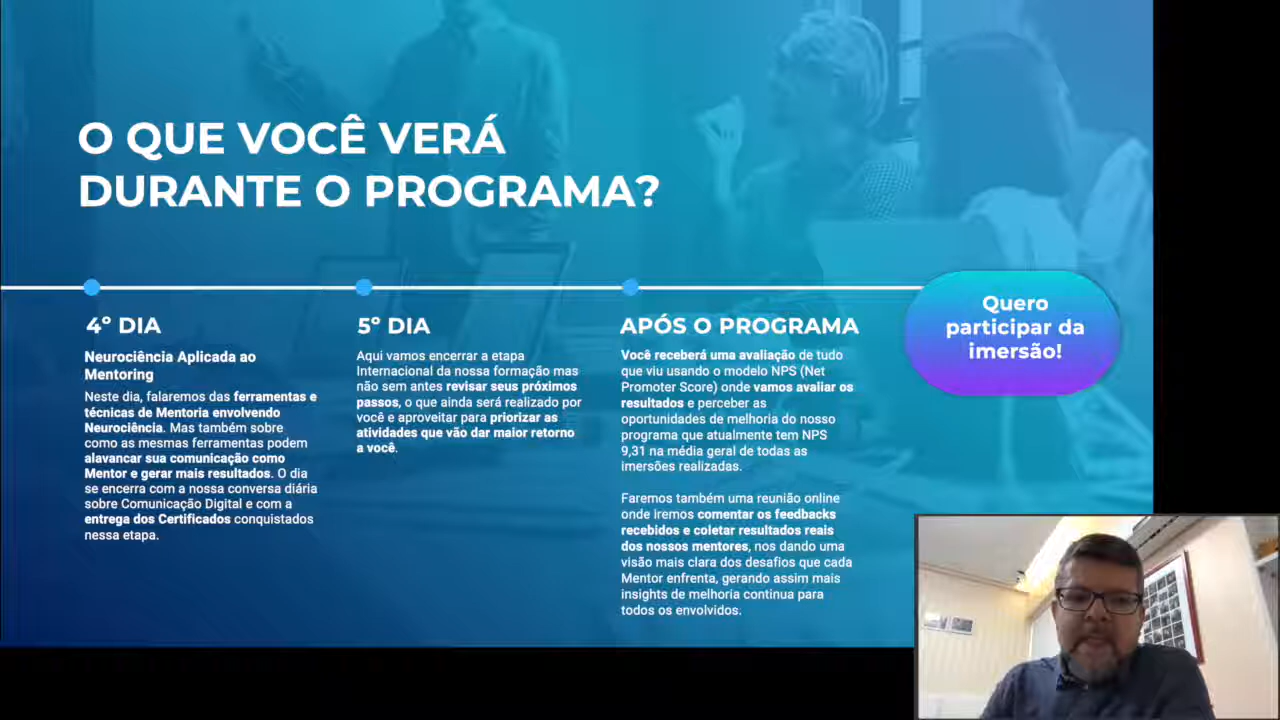 O QUE VOCÊ VERÁ
DURANTE O PROGRAMA?
4º DIA
Neurociência Aplicada ao
Mentoring
Neste dia, falaremos das ferramentas e
técnicas de Mentoria envolvendo
Neurociência. Mas também sobre
como as mesmas ferramentas podem
alavancar sua comunicação como
Mentor e gerar mais resultados. O dia
se encerra com a nossa conversa diária
sobre Comunicação Digital e com a
entrega dos Certificados conquistados
nessa etapa.
5º DIA
Aqui vamos encerrar a etapa
Internacional da nossa formação mas
não sem antes revisar seus próximos
passos, o que ainda será realizado por
você e aproveitar para priorizar as
atividades que vão dar maior retorno
a você.
APÓS O PROGRAMA
Você receberá uma avaliação de tudo
que viu usando o modelo NPS (Net
Promoter Score) onde vamos avaliar os
resultados e perceber as
oportunidades de melhoria do nosso
programa que atualmente tem NPS
9,31 na média geral de todas as
imersões realizadas.
Faremos também uma reunião online
onde iremos comentar os feedbacks
recebidos e coletar resultados reais
dos nossos mentores, nos dando uma
visão mais clara dos desafios que cada
Mentor enfrenta, gerando assim mais
insights de melhoria continua para
todos os envolvidos.
Quero
participar da
imersão!